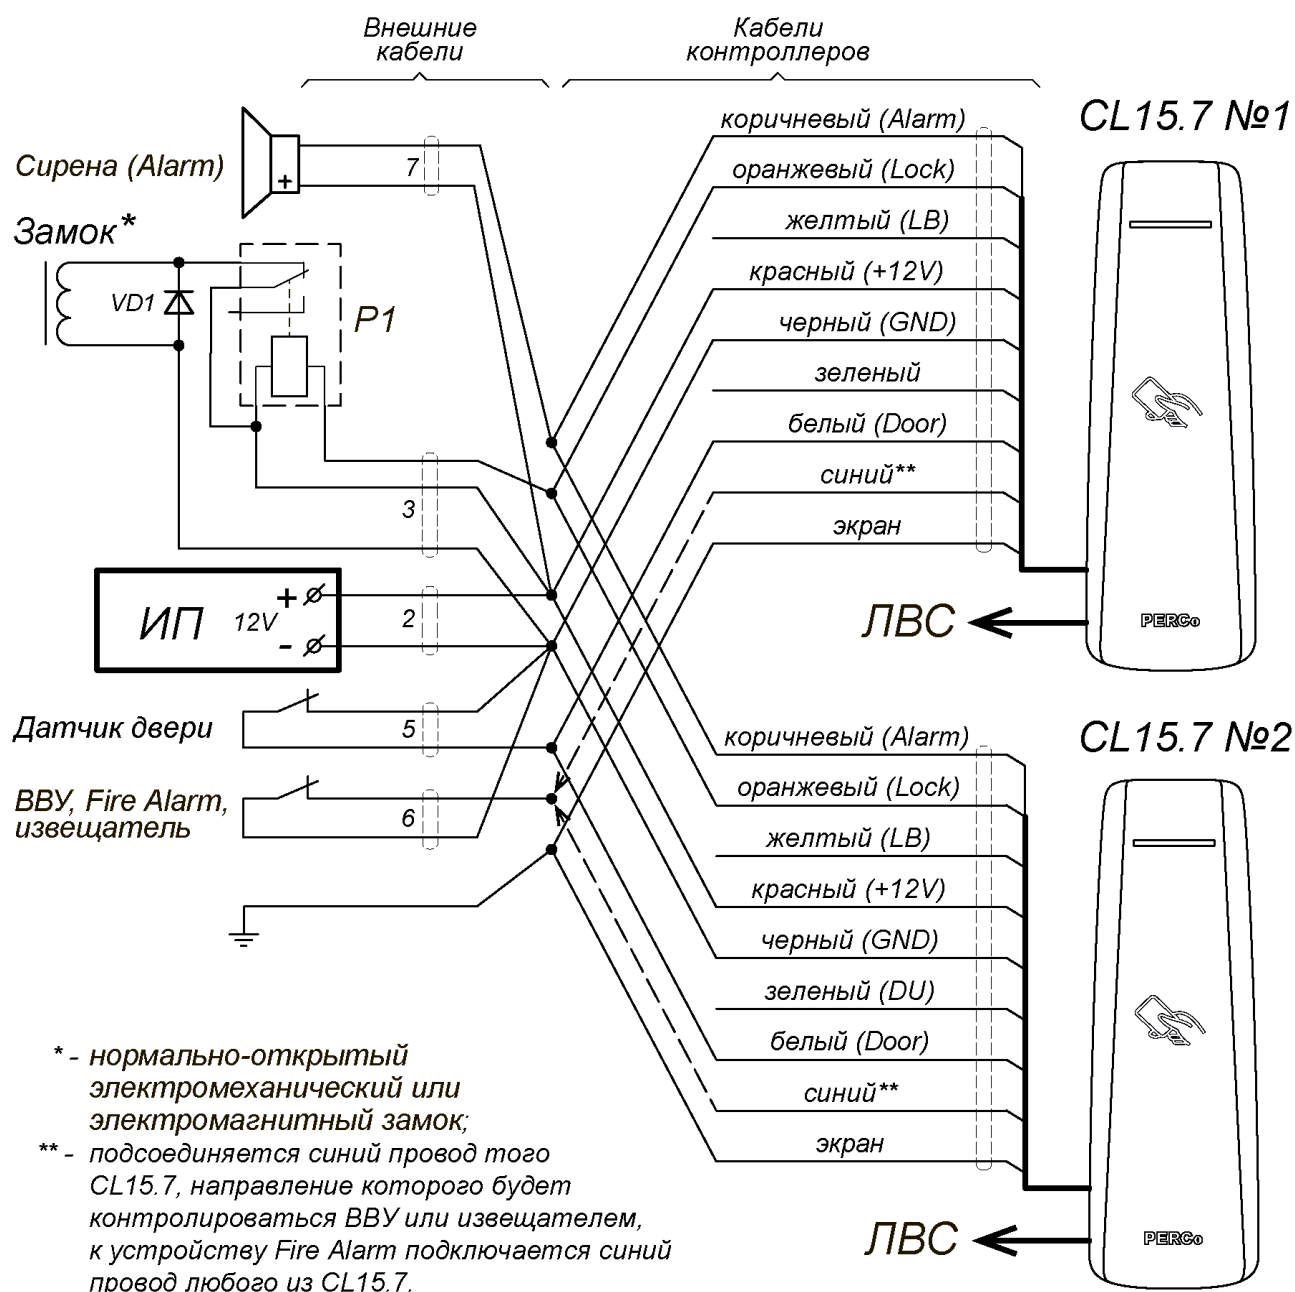 Внешние
кабели
Кабели
контроллеров
CL15.7 №1
коричневый (Alarm)
оранжевый (Lock)
желтый (LB)
красный (+12V)
черный (GND)
зеленый
белый (Door)
синий**
экран
Сирена (Alarm)
+
7
Замок*
VD1
P1
3
ИП
12V
+
-
2
ЛВС
PERCo
Датчик двери
5
ВВУ, Fire Alarm,
извещатель
6
CL15.7 №2
коричневый (Alarm)
оранжевый (Lock)
желтый (LB)
красный (+12V)
черный (GND)
зеленый (DU)
белый (Door)
синий**
экран
ЛВС
PERCo
* - нормально-открытый
электромеханический или
электромагнитный замок;
** - подсоединяется синий провод того
CL15.7, направление которого будет
контролироваться ВВУ или извещателем,
к устройству Fire Alarm подключается синий
провод любого из CL15.7.